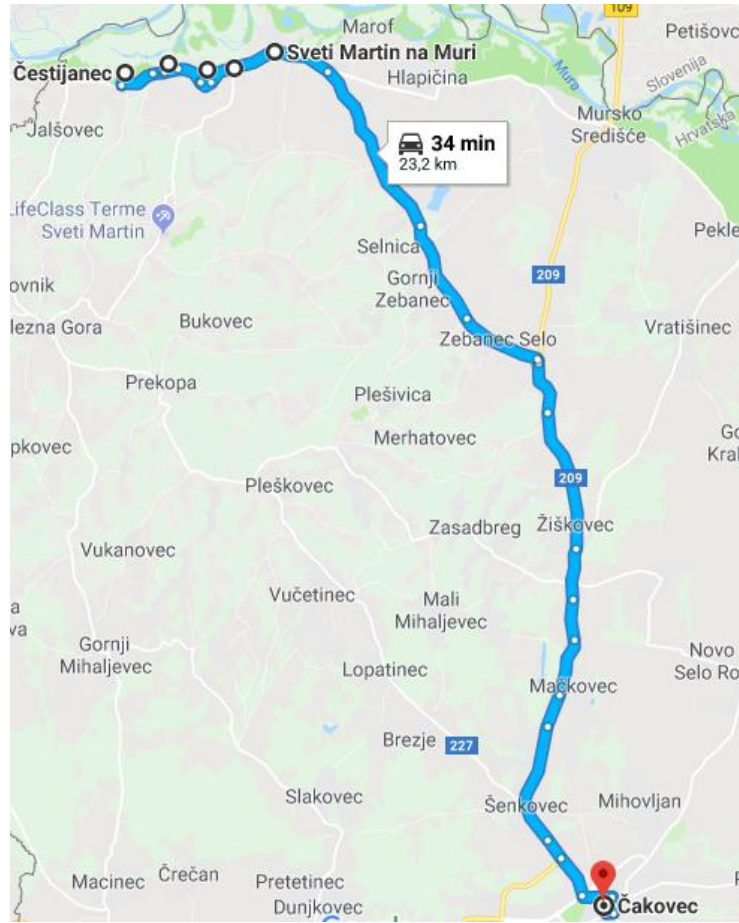 109
Marof
Petišovc
Sveti Martin na Muri
Čestijanec
Hlapičina
Mura
Slovenija
Hrvatska
Mursko
Središće
Jalšovec
34 min
23,2 km
LifeClass Terme
Sveti Martin
Pekle
Selnica
Gornji
Zebanec
209
ovnik
lezna Gora
Bukovec
Zebanec Selo
Vratišinec
Prekopa
Plešivica
Merhatovec
Go
Kral
pkovec
209
Pleškovec
Zasadbreg
Žiškovec
Vukanovec
Vučetinec
Mali
Mihaljevec
a
va
Gornji
Mihaljevec
Lopatinec
Novo
Selo Ro
Mačkovec
Brezje
227
Slakovec
Šenkovec
Mihovljan
Macinec
Črečan
Pretetinec
Dunjkovec
Čakovec